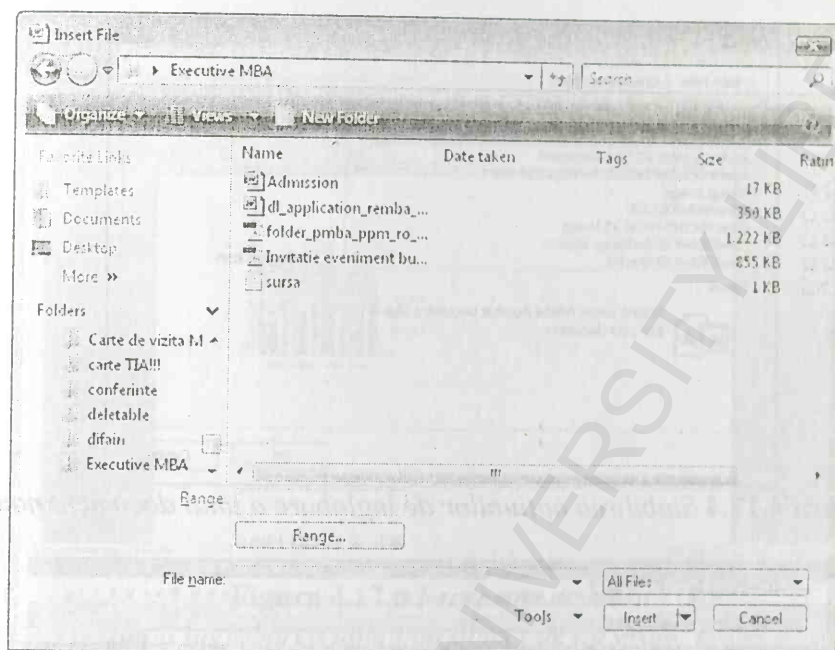 Insert File
Executive MBA
Search
Organize Views New Folder
Favorite Links
Templates
Documents
Desktop
More »
Folders
Carte de vizita M
carte TIA!!!
conferinte
deletable
difain
Executive MBA
Name Date taken Tags Size Ratin
Admission 17 KB
dl_application_remba_... 359 KB
folder_pmba_ppm_ro_... 1.222 KB
Invitatie eveniment bu... 855 KB
sursa 1 KB
Range
Range...
File name:
All Files
Tools Insert Cancel
UNIVERSITY